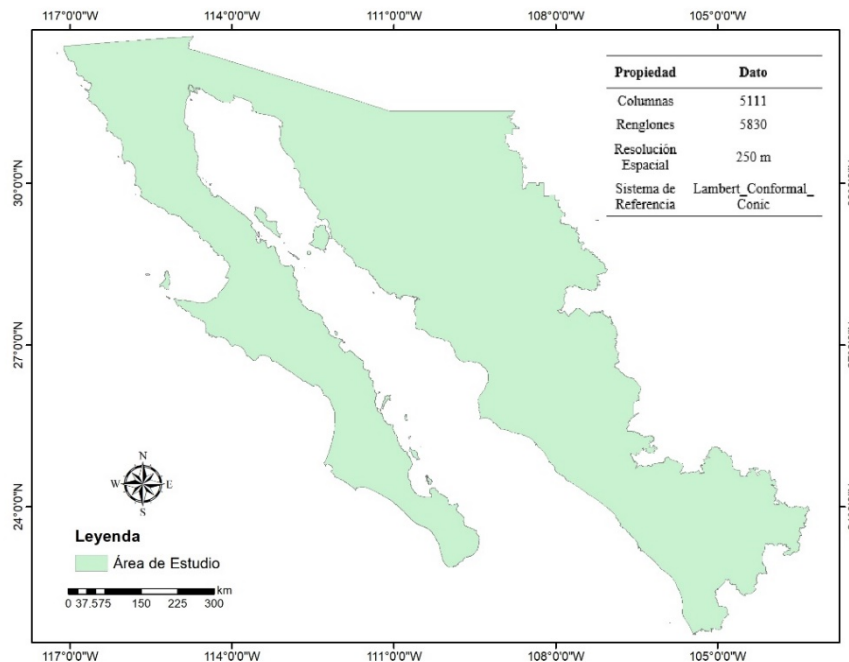 117°0'0"W 114°0'0"W 111°0'0"W 108°0'0"W 105°0'0"W
Propiedad Dato
Columnas 5111
Renglones 5830
Resolución
Espacial 250 m
Sistema de Lambert_Conformal_
Referencia Conic
30°0'0"N
27°0'0"N
24°0'0"N
N
W E
S
Leyenda
Área de Estudio
km
0 37.575 150 225 300
117°0'0"W 114°0'0"W 111°0'0"W 108°0'0"W 105°0'0"W